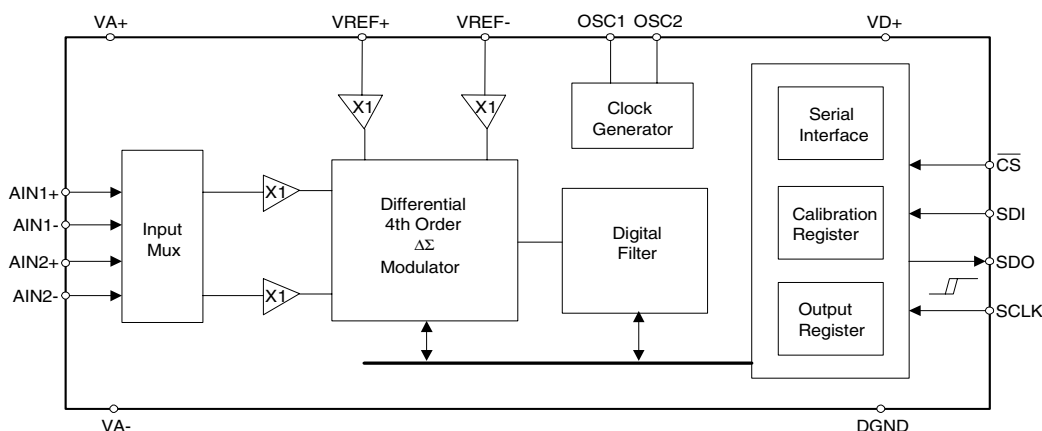 VA+
VREF+
VREF-
OSC1
OSC2
VD+
X1
X1
Clock
Generator
Serial
Interface
CS
AIN1+
AIN1-
AIN2+
AIN2-
Input
Mux
X1
X1
Differential
4th Order
ΔΣ
Modulator
Digital
Filter
Calibration
Register
SDI
SDO
Output
Register
SCLK
VA-
DGND